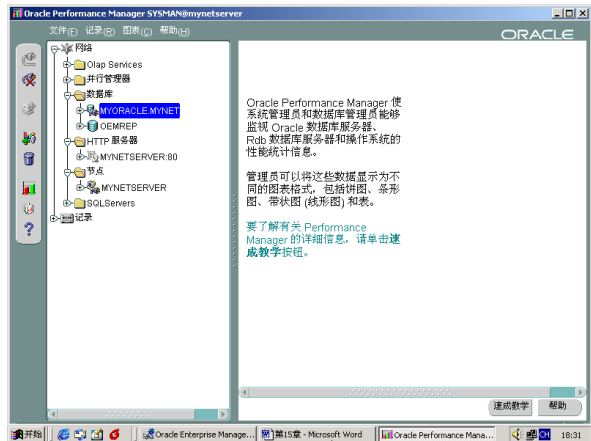 Oracle Performance Manager SYSMAN@mynetserver
文件(F) 记录(R) 图表(C) 帮助(H)
ORACLE
网络
Olap Services
并行管理器
数据库
MYORACLE.MYNET
OEMREP
HTTP 服务器
MYNETSERVER:80
节点
MYNETSERVER
SQLServers
记录
Oracle Performance Manager 使
系统管理员和数据库管理员能够
监视 Oracle 数据库服务器、
Rdb 数据库服务器和操作系统的
性能统计信息。
管理员可以将这些数据显示为不
同的图表格式，包括饼图、条形
图、带状图 (线形图) 和表。
要了解有关 Performance
Manager 的详细信息，请单击速
成教学按钮。
速成教学
帮助
开始
Oracle Enterprise Manage...
第15章 - Microsoft Word
Oracle Performance Mana...
CH
18:31